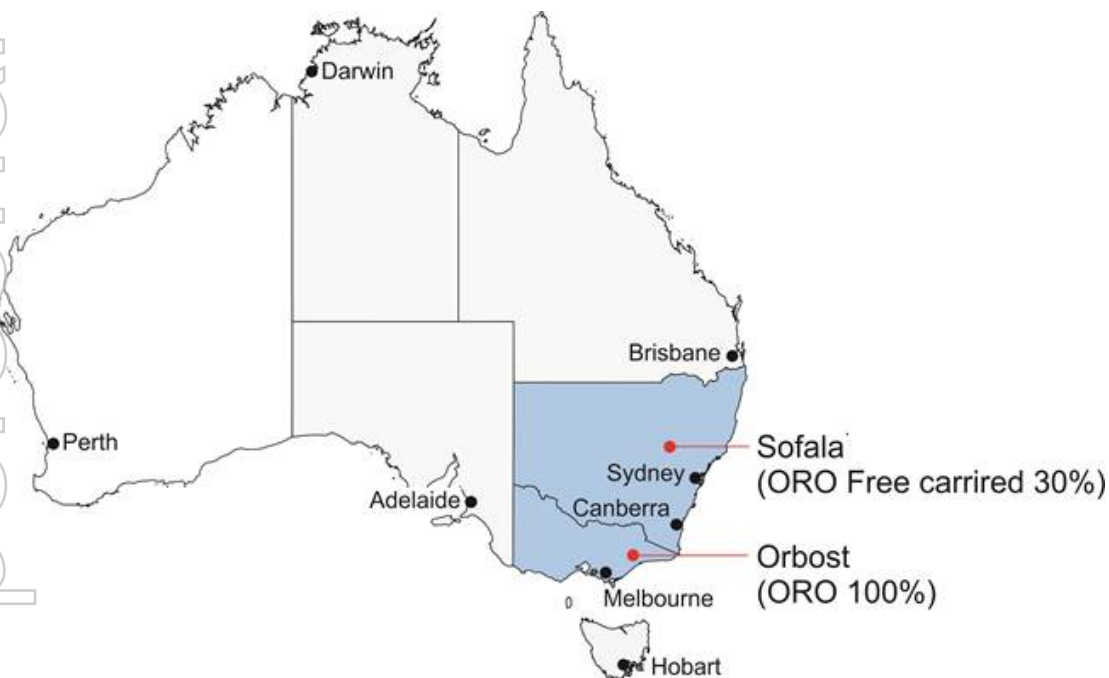 Darwin
Brisbane
Perth
Sofala
(ORO Free carrired 30%)
Sydney
Adelaide
Canberra
Orbost
(ORO 100%)
Melbourne
Hobart